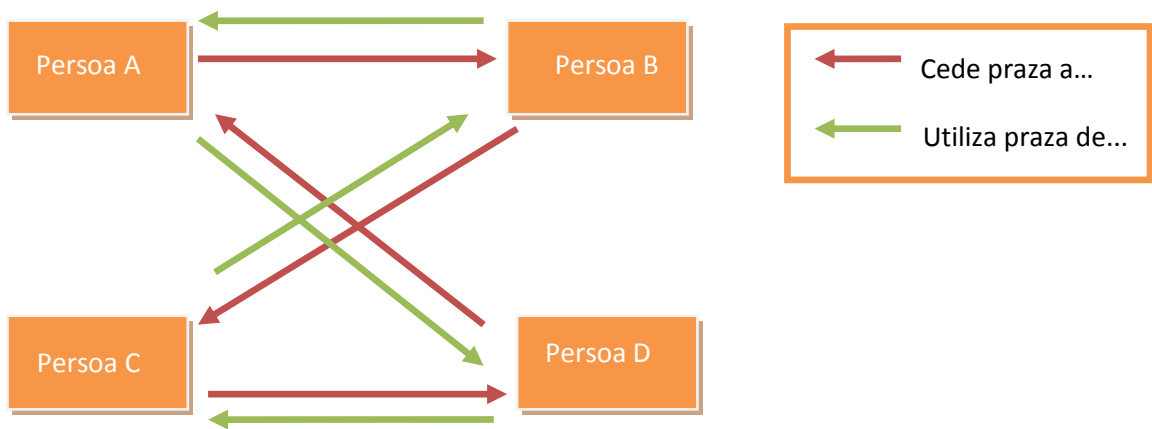 Persoa A
Persoa B
Cede praza a…
Utiliza praza de…
Persoa C
Persoa D